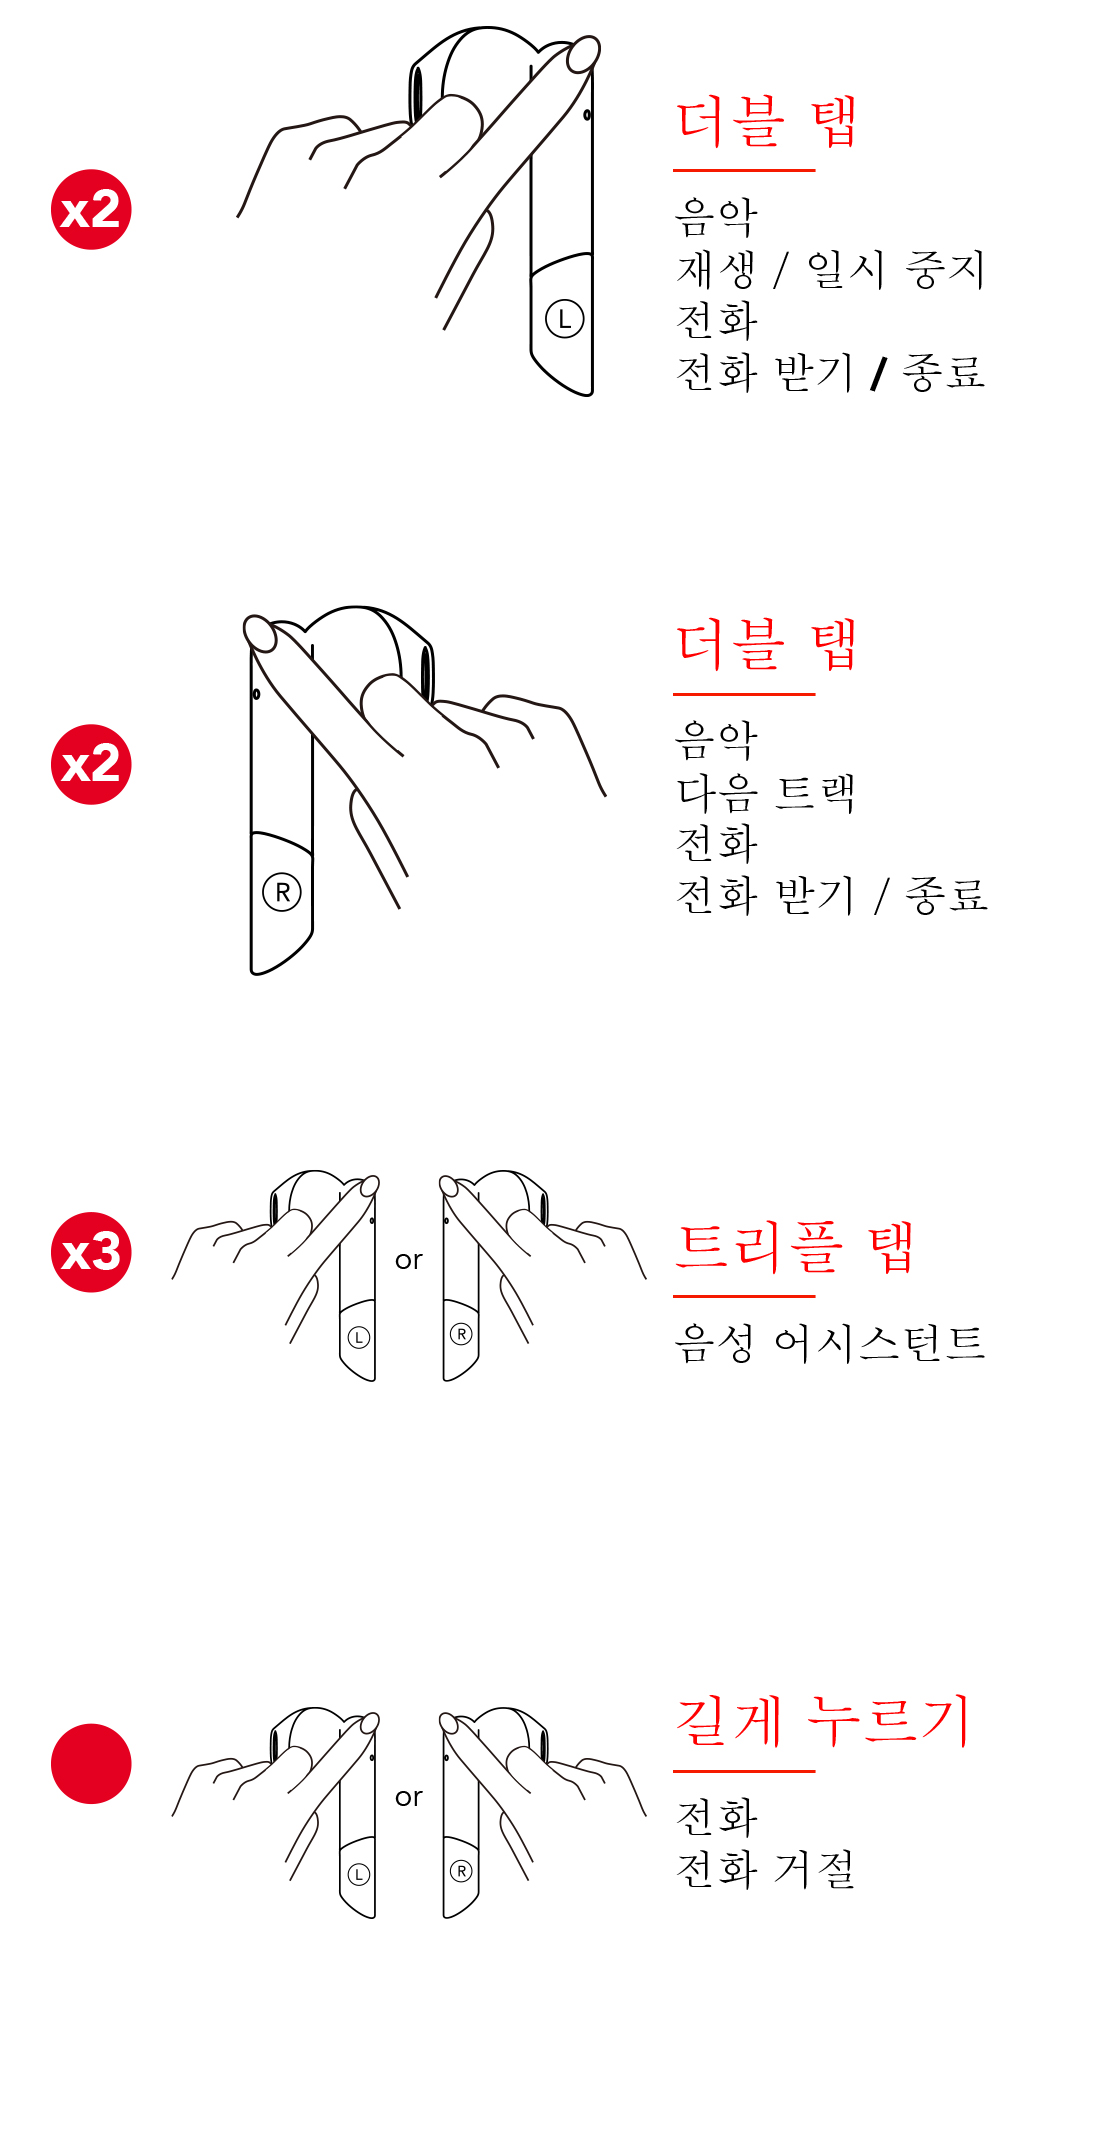 x2
L
더블 탭
음악
재생 / 일시 중지
전화
전화 받기 / 종료
x2
R
더블 탭
음악
다음 트랙
전화
전화 받기 / 종료
x3
L
or
R
트리플 탭
음성 어시스턴트
L
or
R
길게 누르기
전화
전화 거절